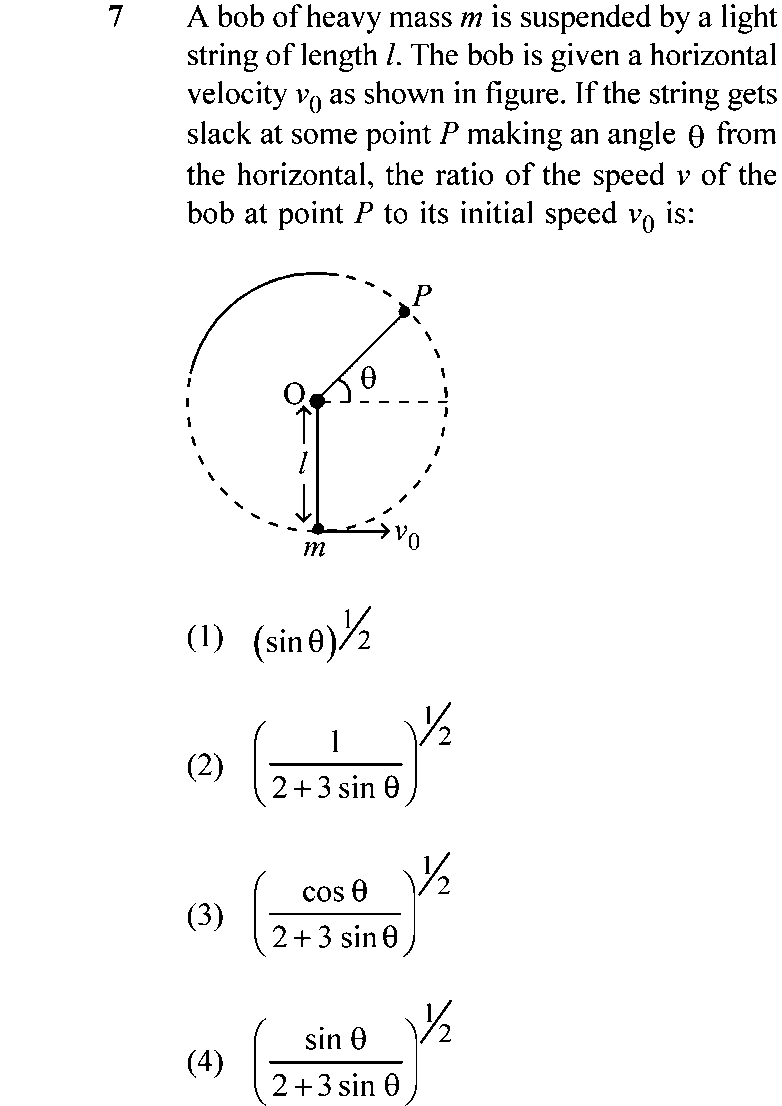 7 A bob of heavy mass m is suspended by a light
string of length l. The bob is given a horizontal
velocity v₀ as shown in figure. If the string gets
slack at some point P making an angle θ from
the horizontal, the ratio of the speed v of the
bob at point P to its initial speed v₀ is:
P
O
θ
l
m
v₀
(1) (sin θ)^1/2
(2) (1 / (2 + 3 sin θ))^1/2
(3) (cos θ / (2 + 3 sin θ))^1/2
(4) (sin θ / (2 + 3 sin θ))^1/2